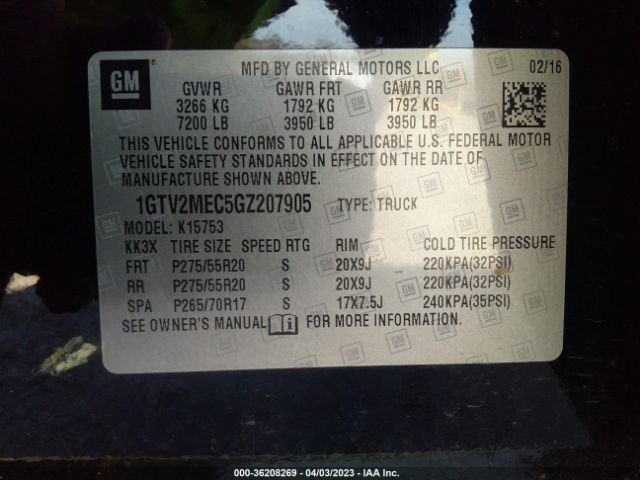 GM ® MFD BY GENERAL MOTORS LLC 02/16
GVWR GAWR FRT GAWR RR
3266 KG 1792 KG 1792 KG
7200 LB 3950 LB 3950 LB
THIS VEHICLE CONFORMS TO ALL APPLICABLE U.S. FEDERAL MOTOR
VEHICLE SAFETY STANDARDS IN EFFECT ON THE DATE OF
MANUFACTURE SHOWN ABOVE.
1GTV2MEC5GZ207905 TYPE: TRUCK
MODEL: K15753
KK3X TIRE SIZE SPEED RTG RIM COLD TIRE PRESSURE
FRT P275/55R20 S 20X9J 220KPA(32PSI)
RR P275/55R20 S 20X9J 220KPA(32PSI)
SPA P265/70R17 S 17X7.5J 240KPA(35PSI)
SEE OWNER'S MANUAL FOR MORE INFORMATION.
000-36208269 - 04/03/2023 - IAA Inc.